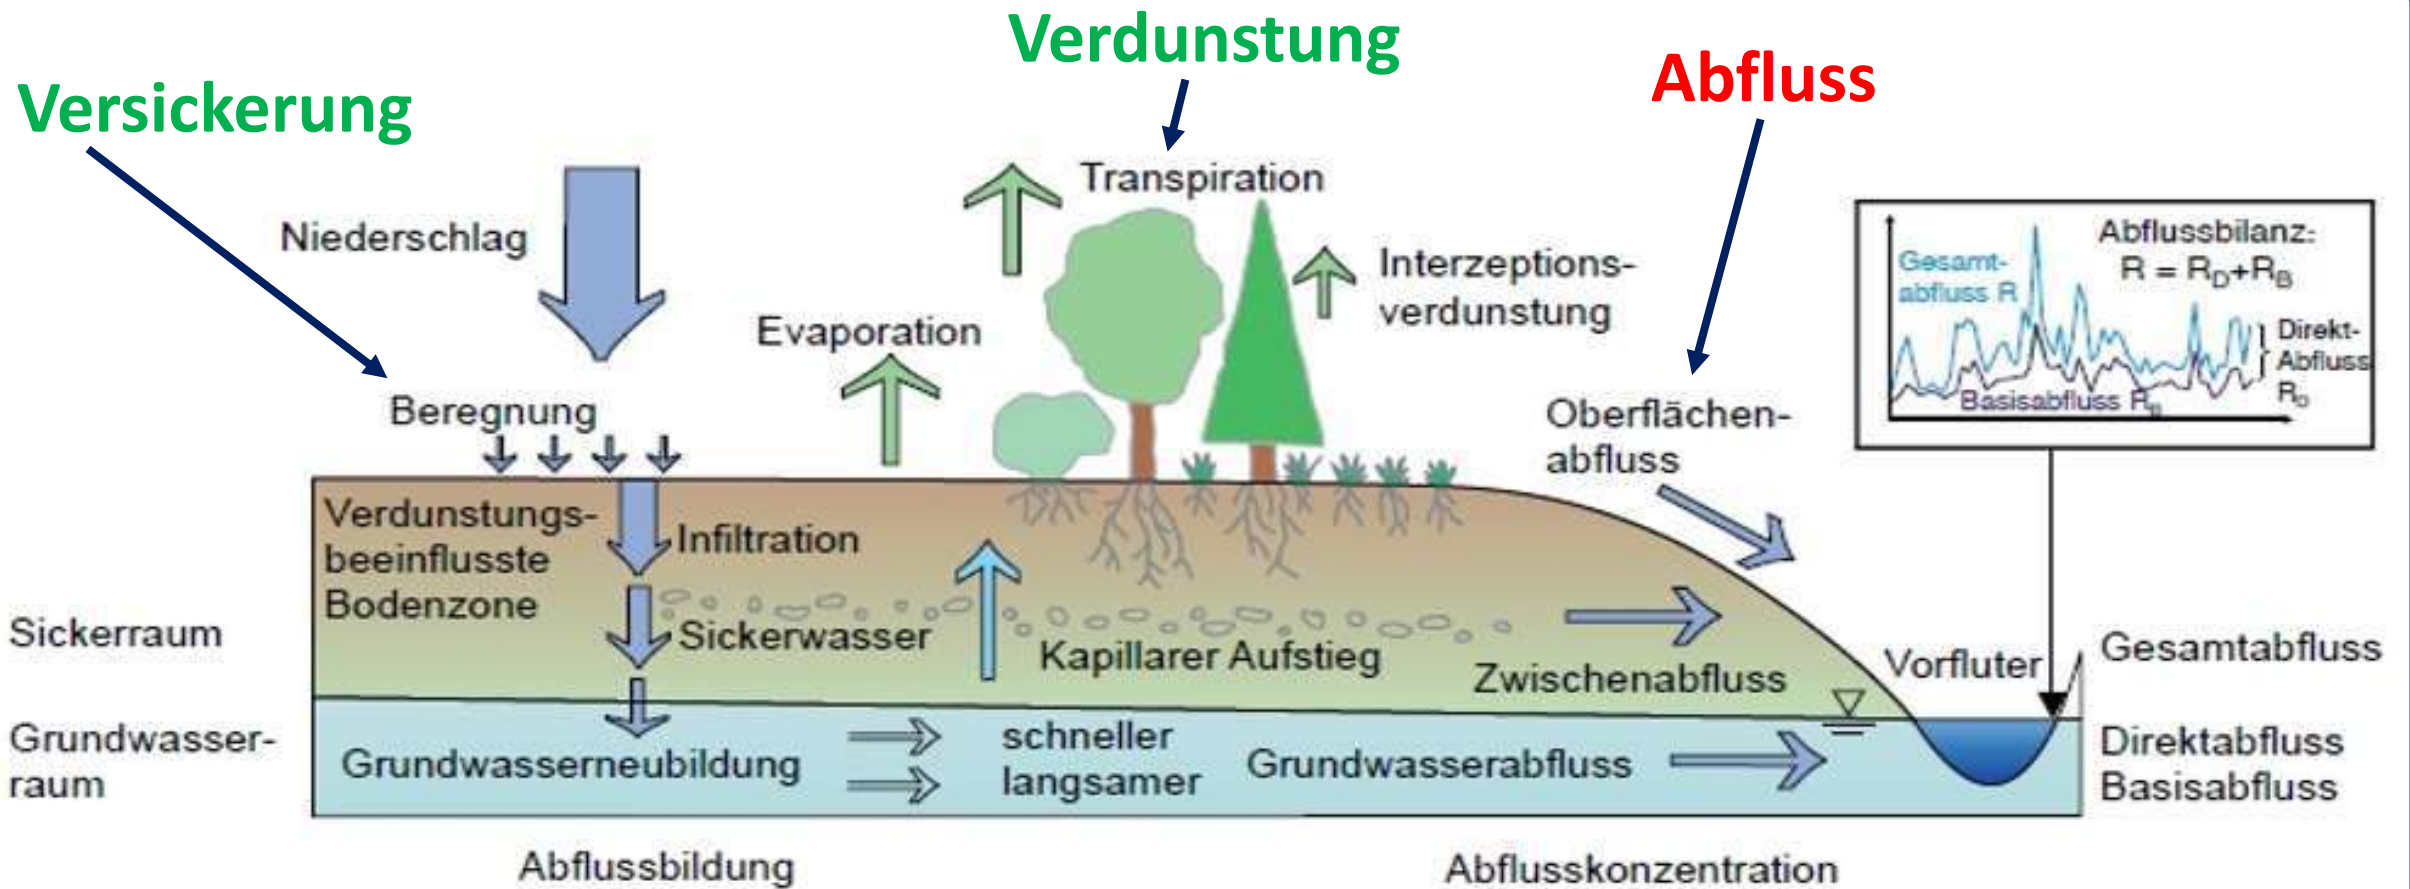 Verdunstung
Abfluss
Versickerung
Transpiration
Niederschlag
Interzeptions-
verdunstung
Evaporation
Beregnung
Oberflächen-
abfluss
Abflussbilanz:
R = RD+RB
Gesamt-
abfluss R
Direkt-
Abfluss
RD
Basisabfluss RB
Verdunstungs-
beeinflusste
Bodenzone
Infiltration
Sickerraum
Sickerwasser
Kapillarer Aufstieg
Zwischenabfluss
Vorfluter
Gesamtabfluss
Grundwasser-
raum
Grundwasserneubildung
schneller
langsamer
Grundwasserabfluss
Direktabfluss
Basisabfluss
Abflussbildung
Abflusskonzentration